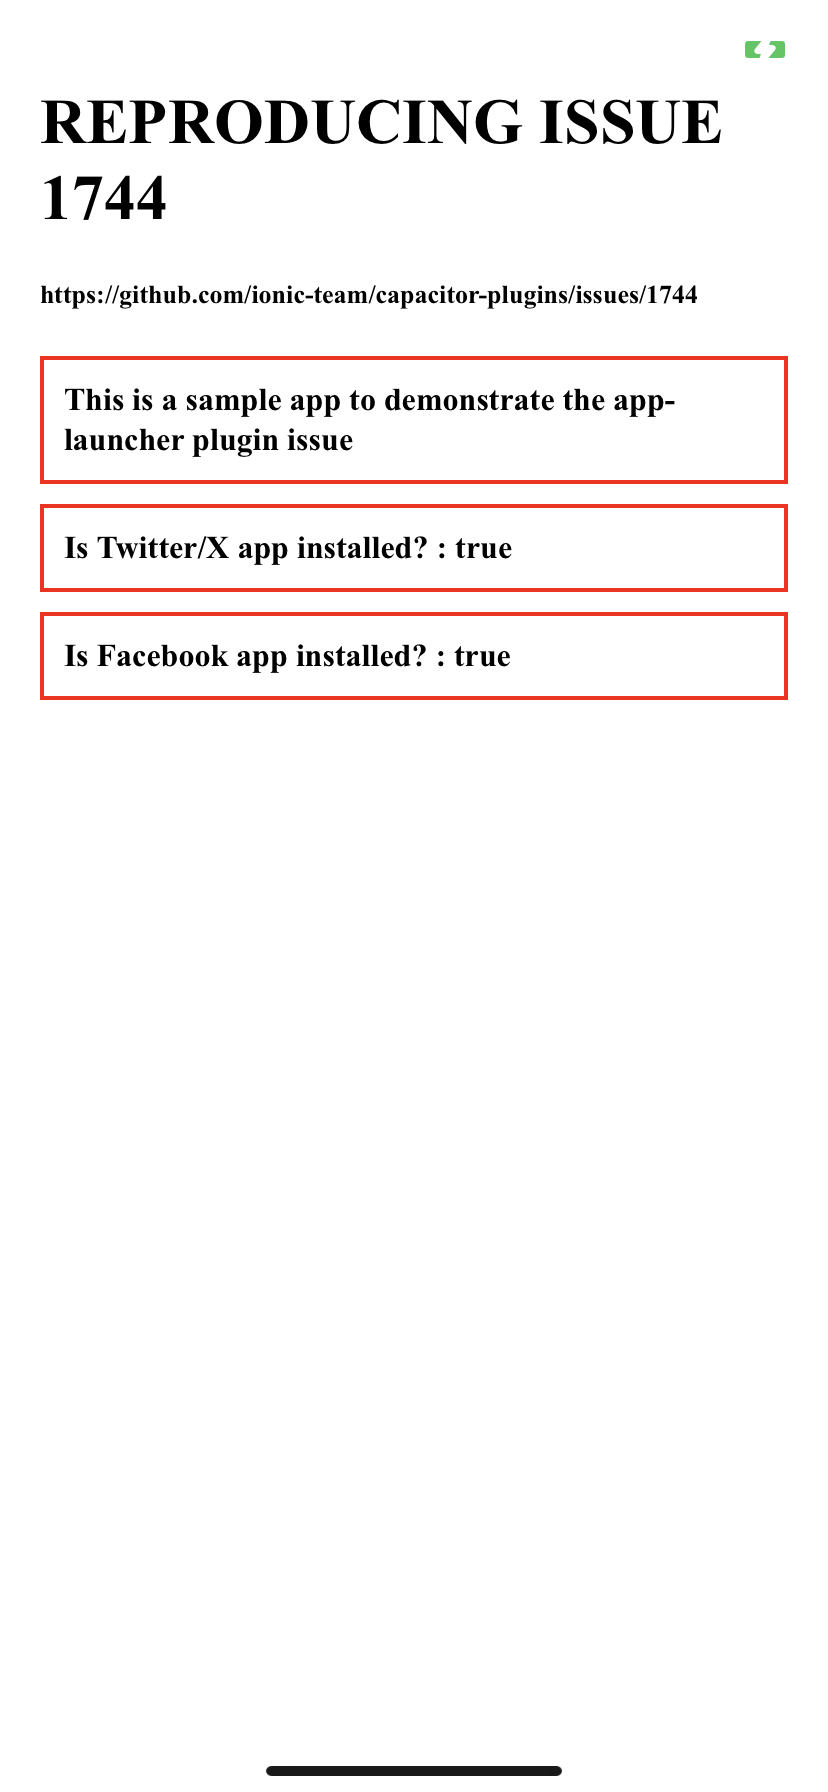 REPRODUCING ISSUE
1744
https://github.com/ionic-team/capacitor-plugins/issues/1744
This is a sample app to demonstrate the app-
launcher plugin issue
Is Twitter/X app installed? : true
Is Facebook app installed? : true